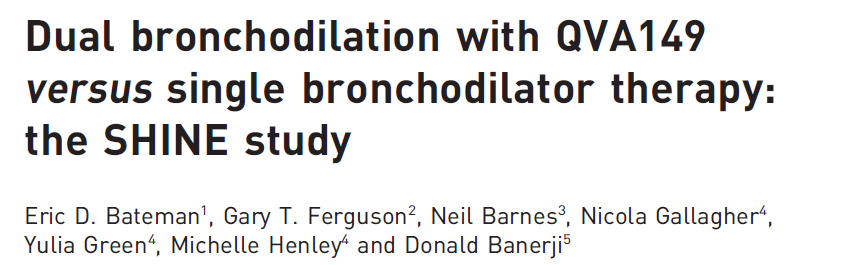 Dual bronchodilation with QVA149
versus single bronchodilator therapy:
the SHINE study
Eric D. Bateman¹, Gary T. Ferguson², Neil Barnes³, Nicola Gallagher⁴,
Yulia Green⁴, Michelle Henley⁴ and Donald Banerji⁵